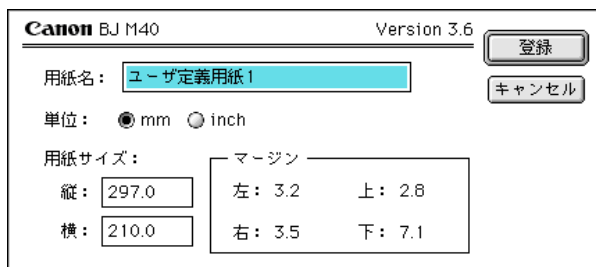 Canon BJ M40 Version 3.6
登録
用紙名： ユーザ定義用紙1
キャンセル
単位： mm inch
用紙サイズ： マージン
縦： 297.0 左： 3.2 上： 2.8
横： 210.0 右： 3.5 下： 7.1